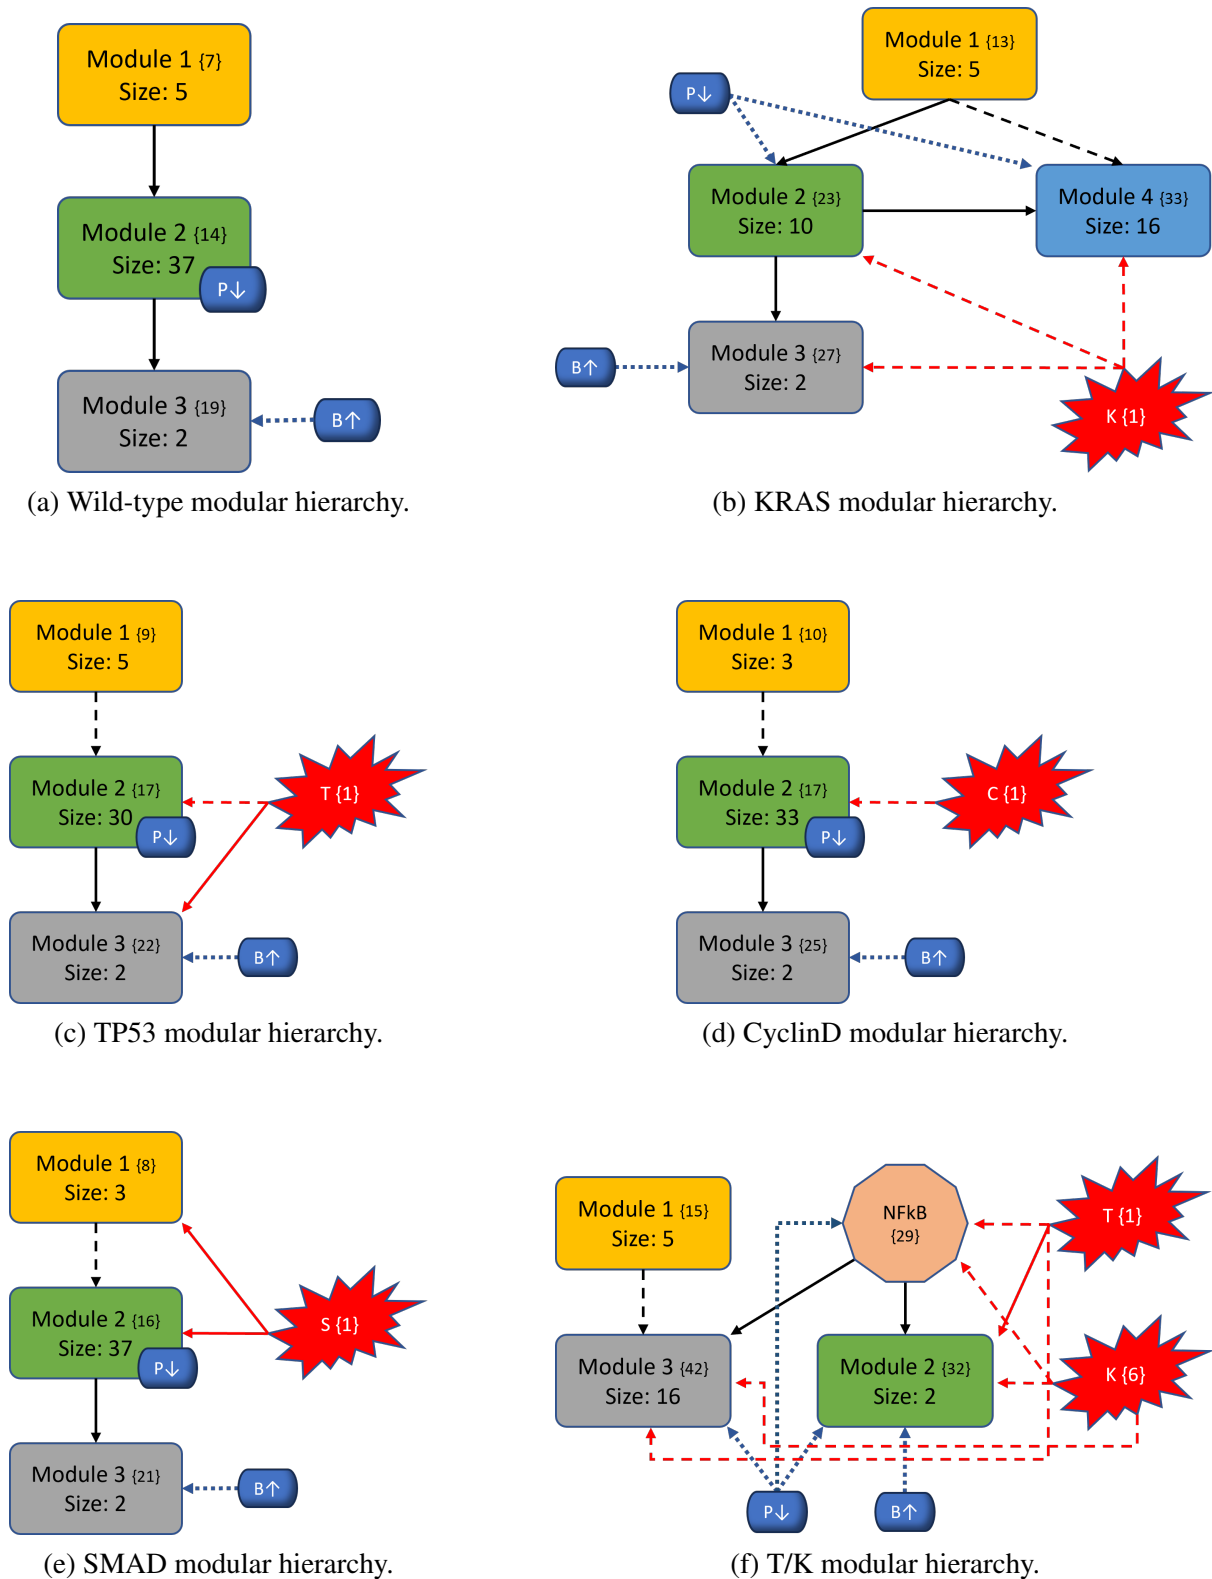 Module 1 {7}
Size: 5
Module 2 {14}
Size: 37
P↓
Module 3 {19}
Size: 2
B↑
(a) Wild-type modular hierarchy.
Module 1 {13}
Size: 5
P↓
Module 2 {23}
Size: 10
Module 4 {33}
Size: 16
Module 3 {27}
Size: 2
B↑
K {1}
(b) KRAS modular hierarchy.
Module 1 {9}
Size: 5
Module 2 {17}
Size: 30
P↓
T {1}
Module 3 {22}
Size: 2
B↑
(c) TP53 modular hierarchy.
Module 1 {10}
Size: 3
Module 2 {17}
Size: 33
P↓
C {1}
Module 3 {25}
Size: 2
B↑
(d) CyclinD modular hierarchy.
Module 1 {8}
Size: 3
Module 2 {16}
Size: 37
P↓
S {1}
Module 3 {21}
Size: 2
B↑
(e) SMAD modular hierarchy.
Module 1 {15}
Size: 5
NFkB
{29}
T {1}
Module 3 {42}
Size: 16
Module 2 {32}
Size: 2
K {6}
P↓
B↑
(f) T/K modular hierarchy.